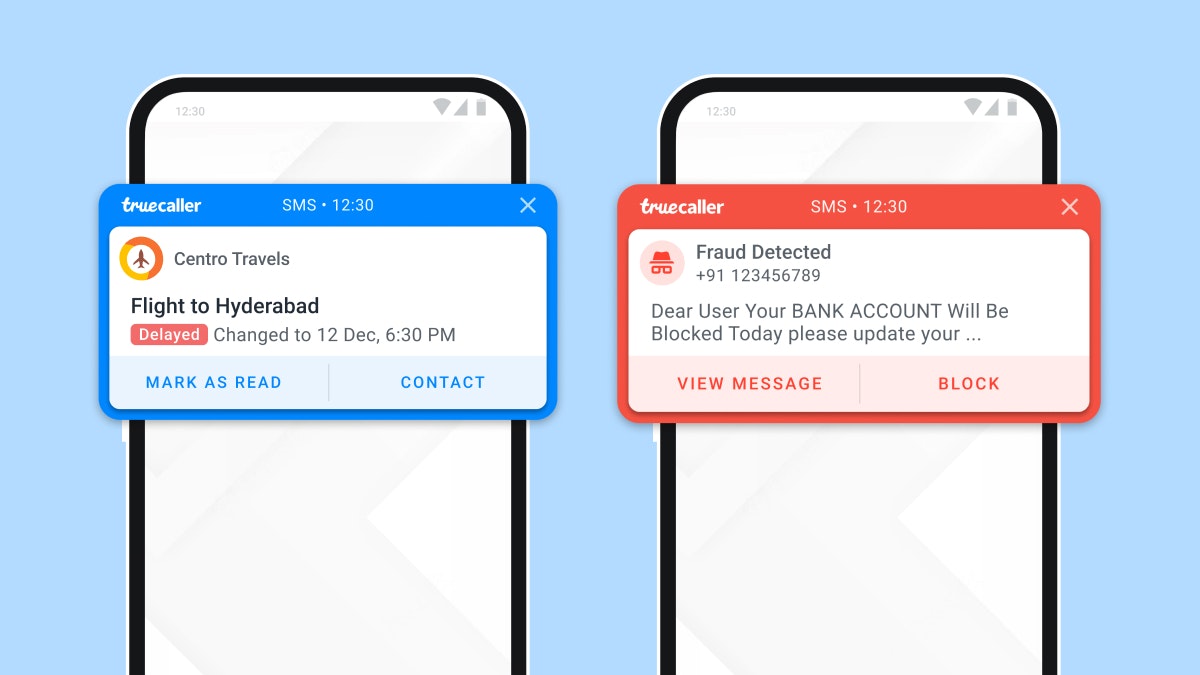 12:30
truecaller SMS • 12:30
Centro Travels
Flight to Hyderabad
Delayed Changed to 12 Dec, 6:30 PM
MARK AS READ CONTACT
12:30
truecaller SMS • 12:30
Fraud Detected
+91 123456789
Dear User Your BANK ACCOUNT Will Be
Blocked Today please update your ...
VIEW MESSAGE BLOCK